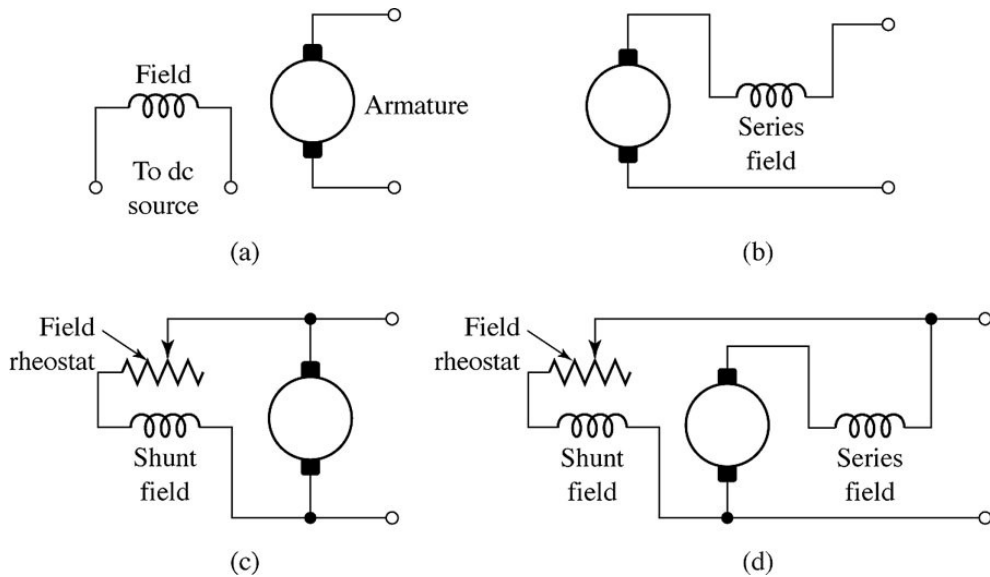 Field
To dc
source
Armature
(a)
Series
field
(b)
Field
rheostat
Shunt
field
(c)
Field
rheostat
Shunt
field
Series
field
(d)